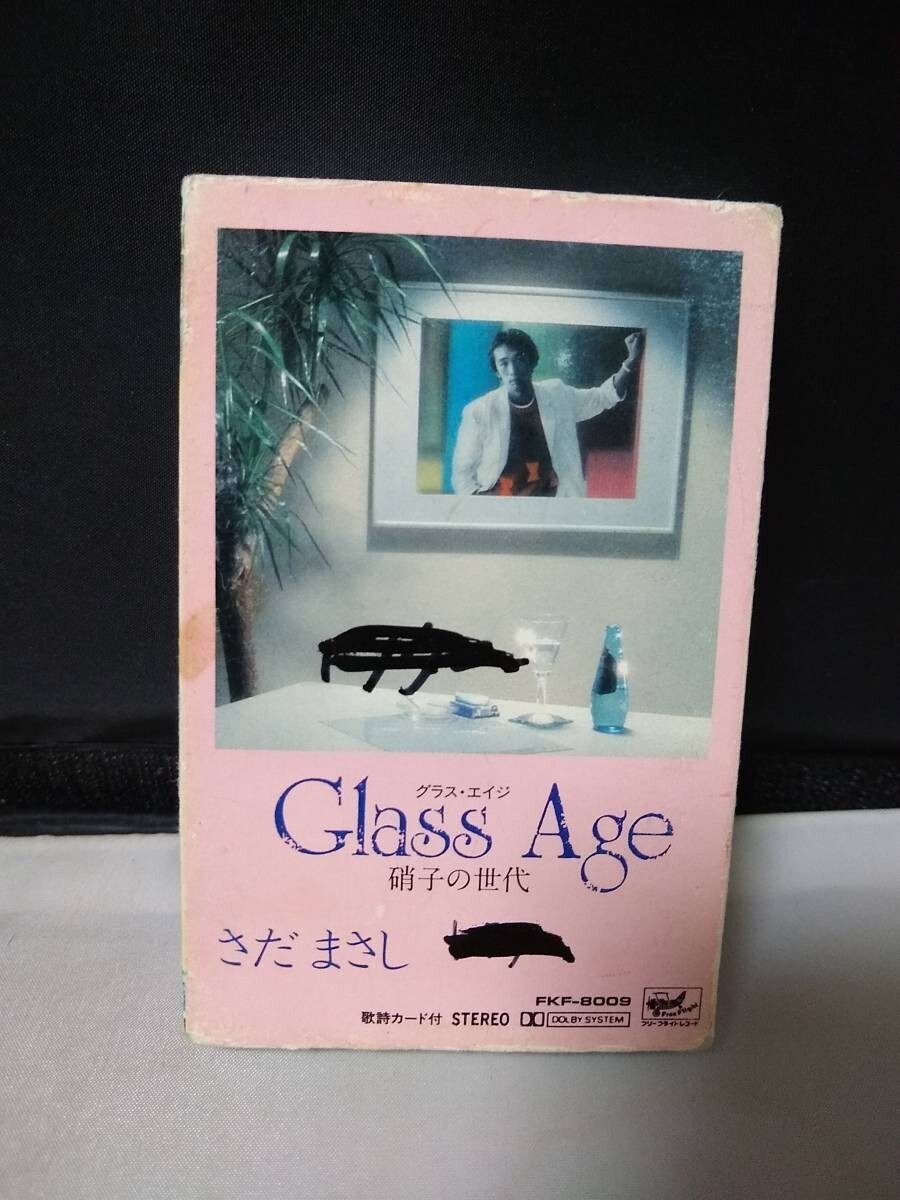 グラス・エイジ
Glass Age
硝子の世代
さだ まさし
FKF-8009
歌詩カード付 STEREO DOLBY SYSTEM
Free Flight
フリーフライトレコード